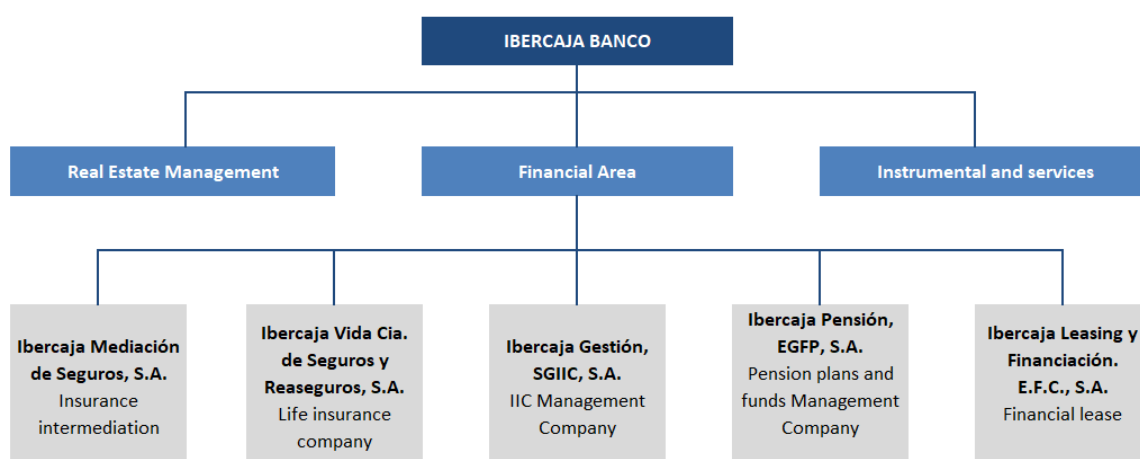 IBERCAJA BANCO
Real Estate Management
Financial Area
Instrumental and services
Ibercaja Mediación
de Seguros, S.A.
Insurance
intermediation
Ibercaja Vida Cia.
de Seguros y
Reaseguros, S.A.
Life insurance
company
Ibercaja Gestión,
SGIIC, S.A.
IIC Management
Company
Ibercaja Pensión,
EGFP, S.A.
Pension plans and
funds Management
Company
Ibercaja Leasing y
Financiación.
E.F.C., S.A.
Financial lease